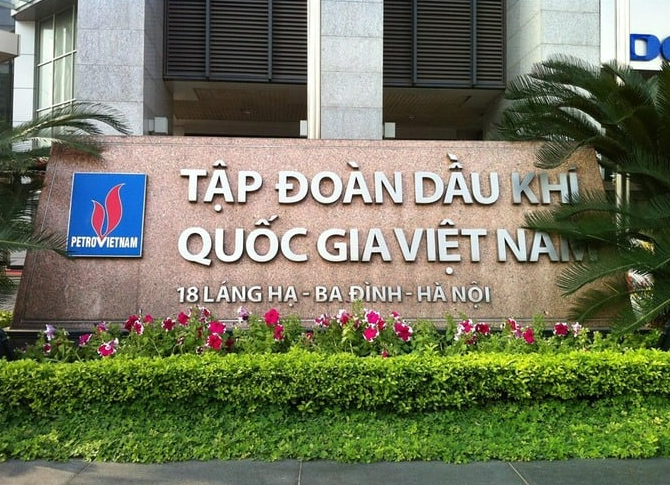 TẬP ĐOÀN DẦU KHÍ
QUỐC GIA VIỆT NAM
18 LÁNG HẠ - BA ĐÌNH - HÀ NỘI
PETROVIETNAM